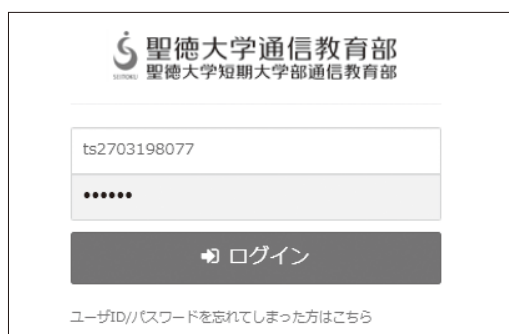 聖徳大学通信教育部
SEITOKU 聖徳大学短期大学部通信教育部
ts2703198077
••••••
ログイン
ユーザID/パスワードを忘れてしまった方はこちら